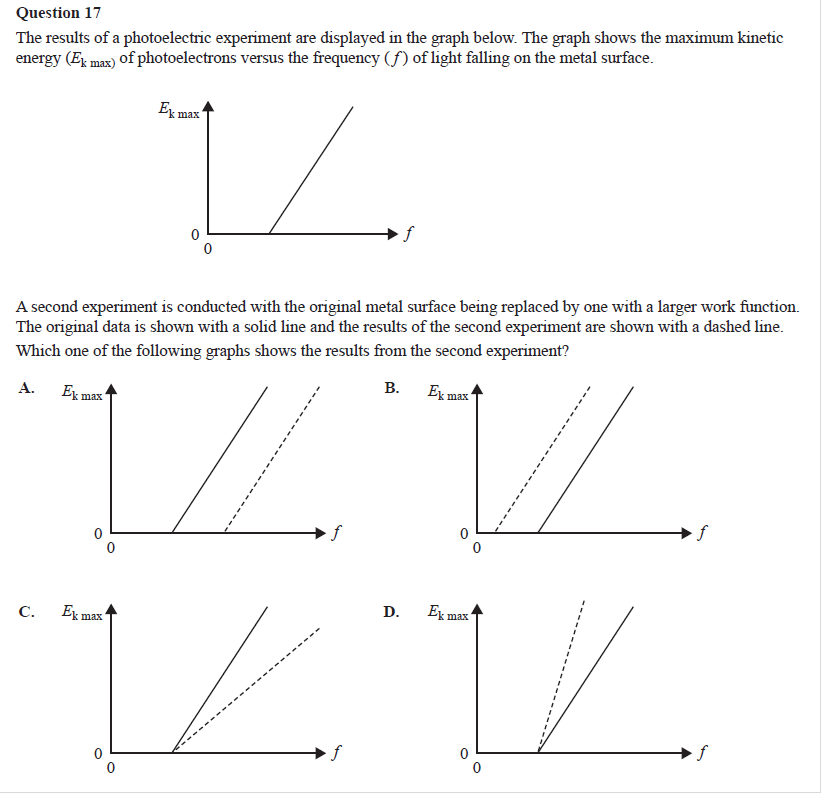 Question 17
The results of a photoelectric experiment are displayed in the graph below. The graph shows the maximum kinetic
energy (Ek max) of photoelectrons versus the frequency (f) of light falling on the metal surface.
Ek max
0
f
0
A second experiment is conducted with the original metal surface being replaced by one with a larger work function.
The original data is shown with a solid line and the results of the second experiment are shown with a dashed line.
Which one of the following graphs shows the results from the second experiment?
A.
Ek max
0
f
0
B.
Ek max
0
f
0
C.
Ek max
0
f
0
D.
Ek max
0
f
0